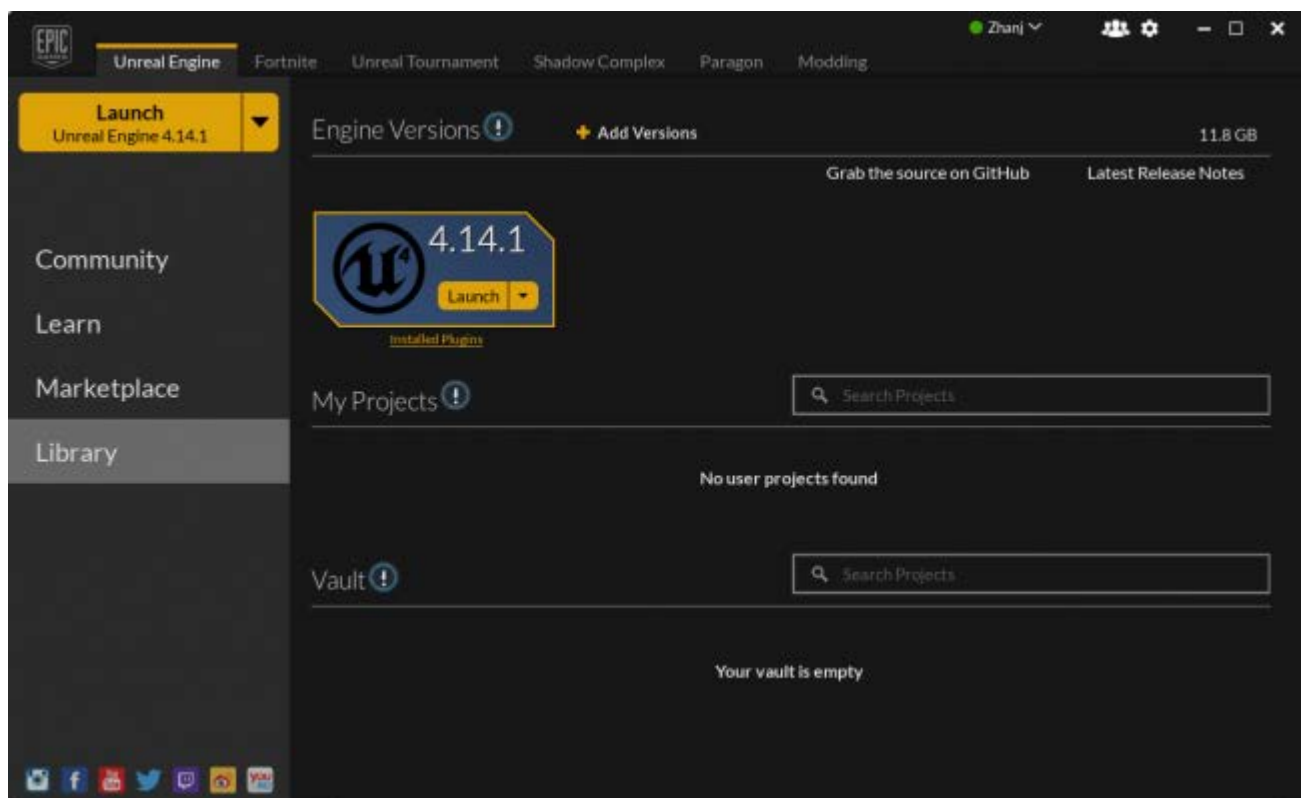 EPIC
GAMES
Zhanj
Unreal Engine Fortnite Unreal Tournament Shadow Complex Paragon Modding
Launch
Unreal Engine 4.14.1
Engine Versions Add Versions 11.8 GB
Grab the source on GitHub Latest Release Notes
4.14.1
Launch
Installed Plugins
Community
Learn
Marketplace
Library
My Projects Search Projects
No user projects found
Vault Search Projects
Your vault is empty